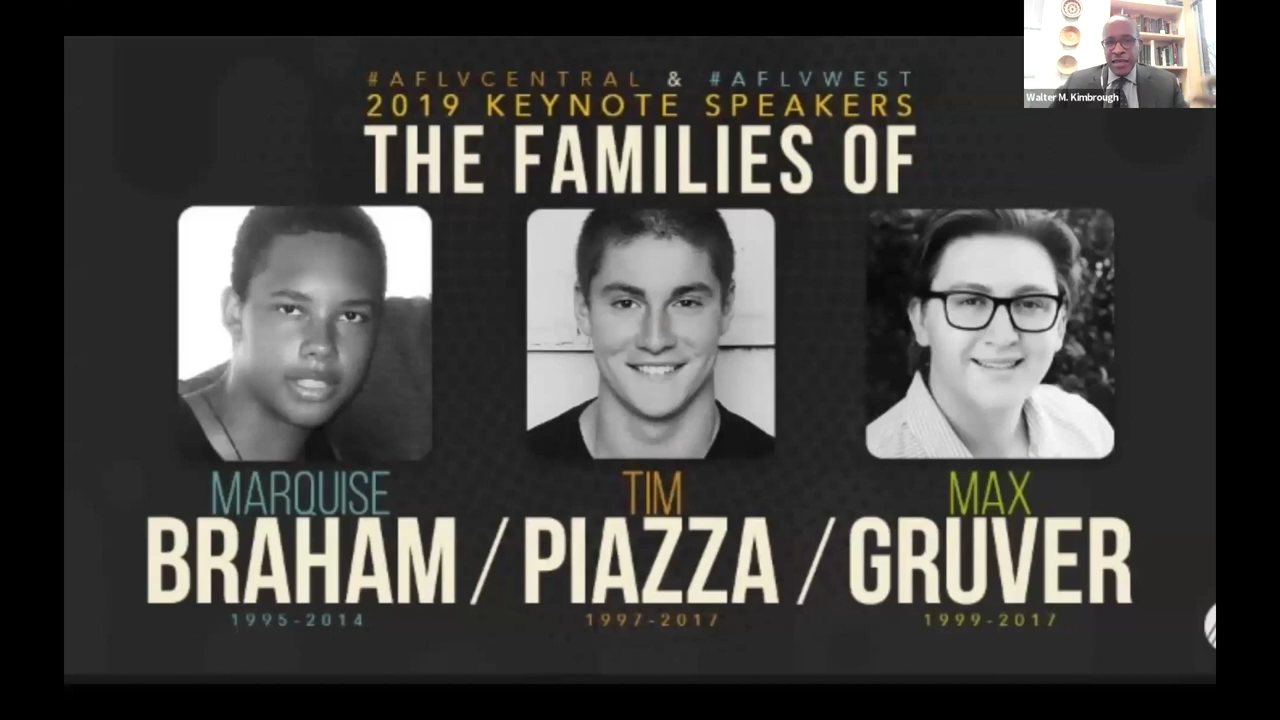 #AFLVCENTRAL & #AFLVWEST
2019 KEYNOTE SPEAKERS
THE FAMILIES OF
MARQUISE
BRAHAM /
1995-2014
TIM
PIAZZA /
1997-2017
MAX
GRUVER
1999-2017
Walter M. Kimbrough